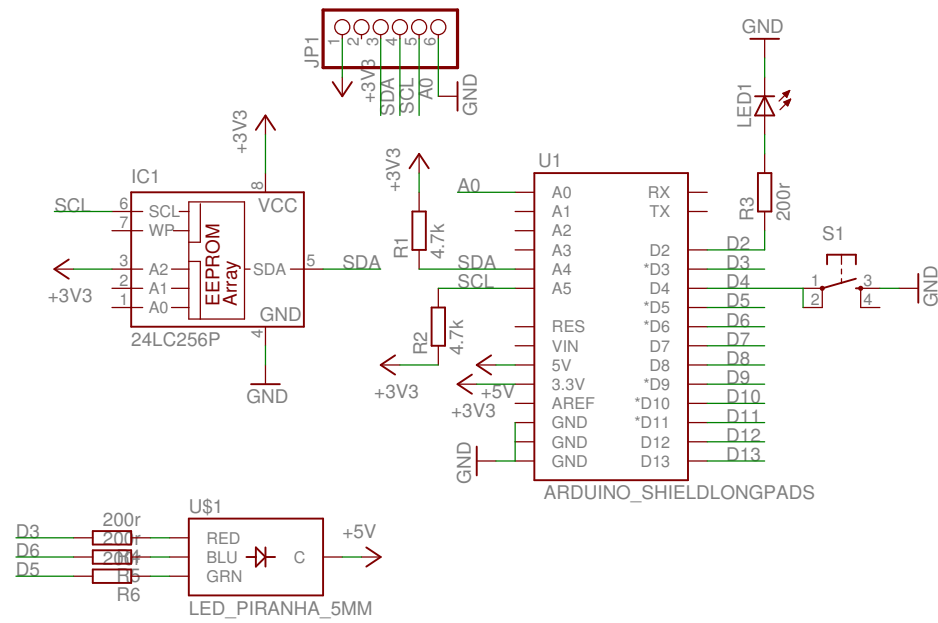 JP1
1
2
3
4
5
6
+3V3
SDA
SCL
A0
GND
GND
LED1
R3
200r
+3V3
IC1
8
VCC
SCL
6
SCL
7
WP
3
A2
+3V3
2
A1
1
A0
EEPROM
Array
SDA
5
SDA
GND
4
24LC256P
GND
+3V3
R1
4.7k
SDA
SCL
R2
4.7k
+3V3
U1
A0
A0
A1
A2
A3
A4
A5
RES
VIN
5V
3.3V
AREF
GND
GND
GND
+5V
+3V3
GND
RX
TX
D2
*D3
D4
*D5
*D6
D7
D8
*D9
*D10
*D11
D12
D13
D2
D3
D4
D5
D6
D7
D8
D9
D10
D11
D12
D13
ARDUINO_SHIELDLONGPADS
S1
1
2
3
4
GND
U$1
D3
D6
D5
200r
200r
200r
R4
R5
R6
RED
BLU
GRN
C
+5V
LED_PIRANHA_5MM